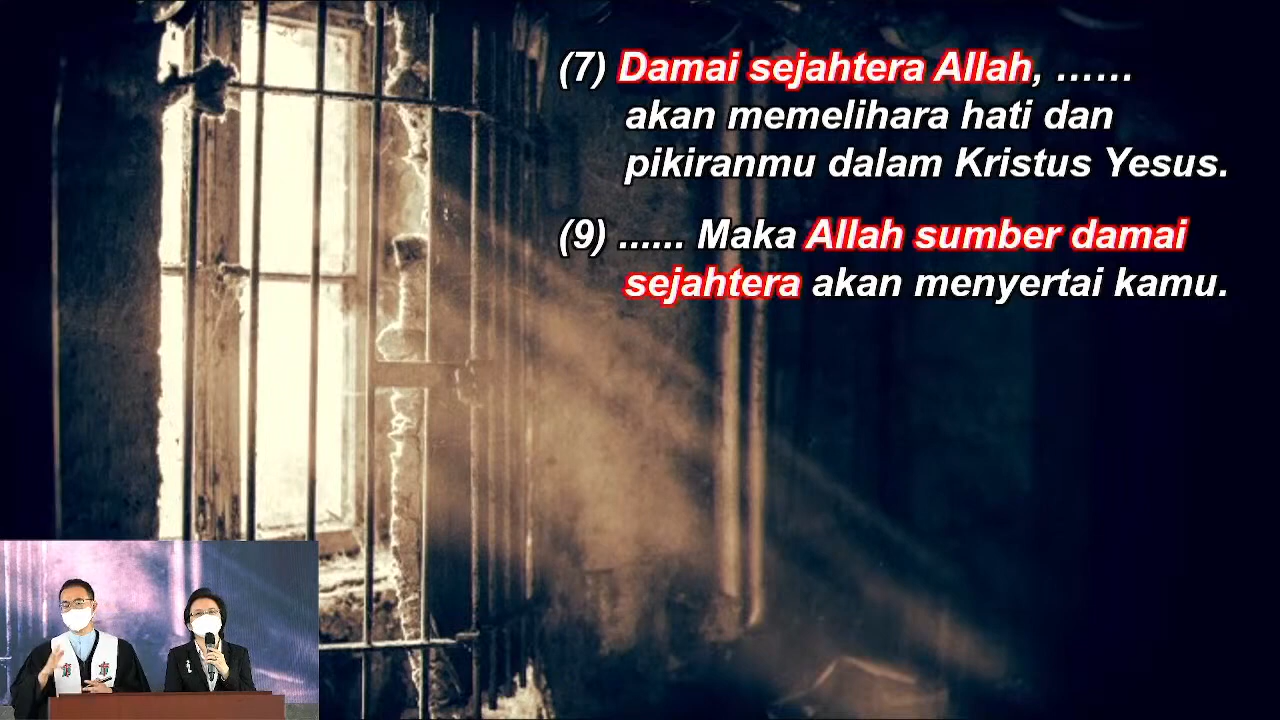 (7) Damai sejahtera Allah, ......
akan memelihara hati dan
pikiranmu dalam Kristus Yesus.
(9) ...... Maka Allah sumber damai
sejahtera akan menyertai kamu.